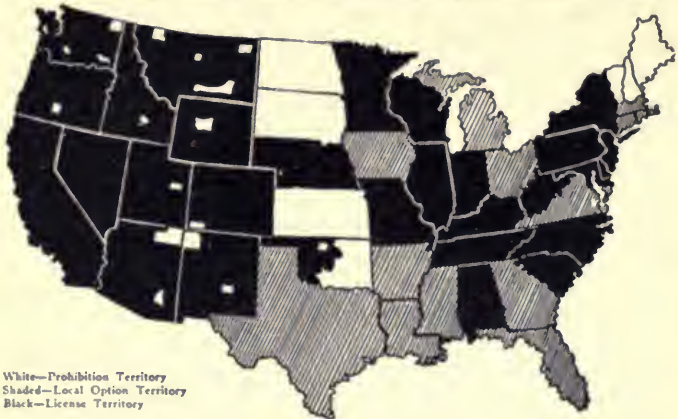 White—Prohibition Territory
Shaded—Local Option Territory
Black—License Territory